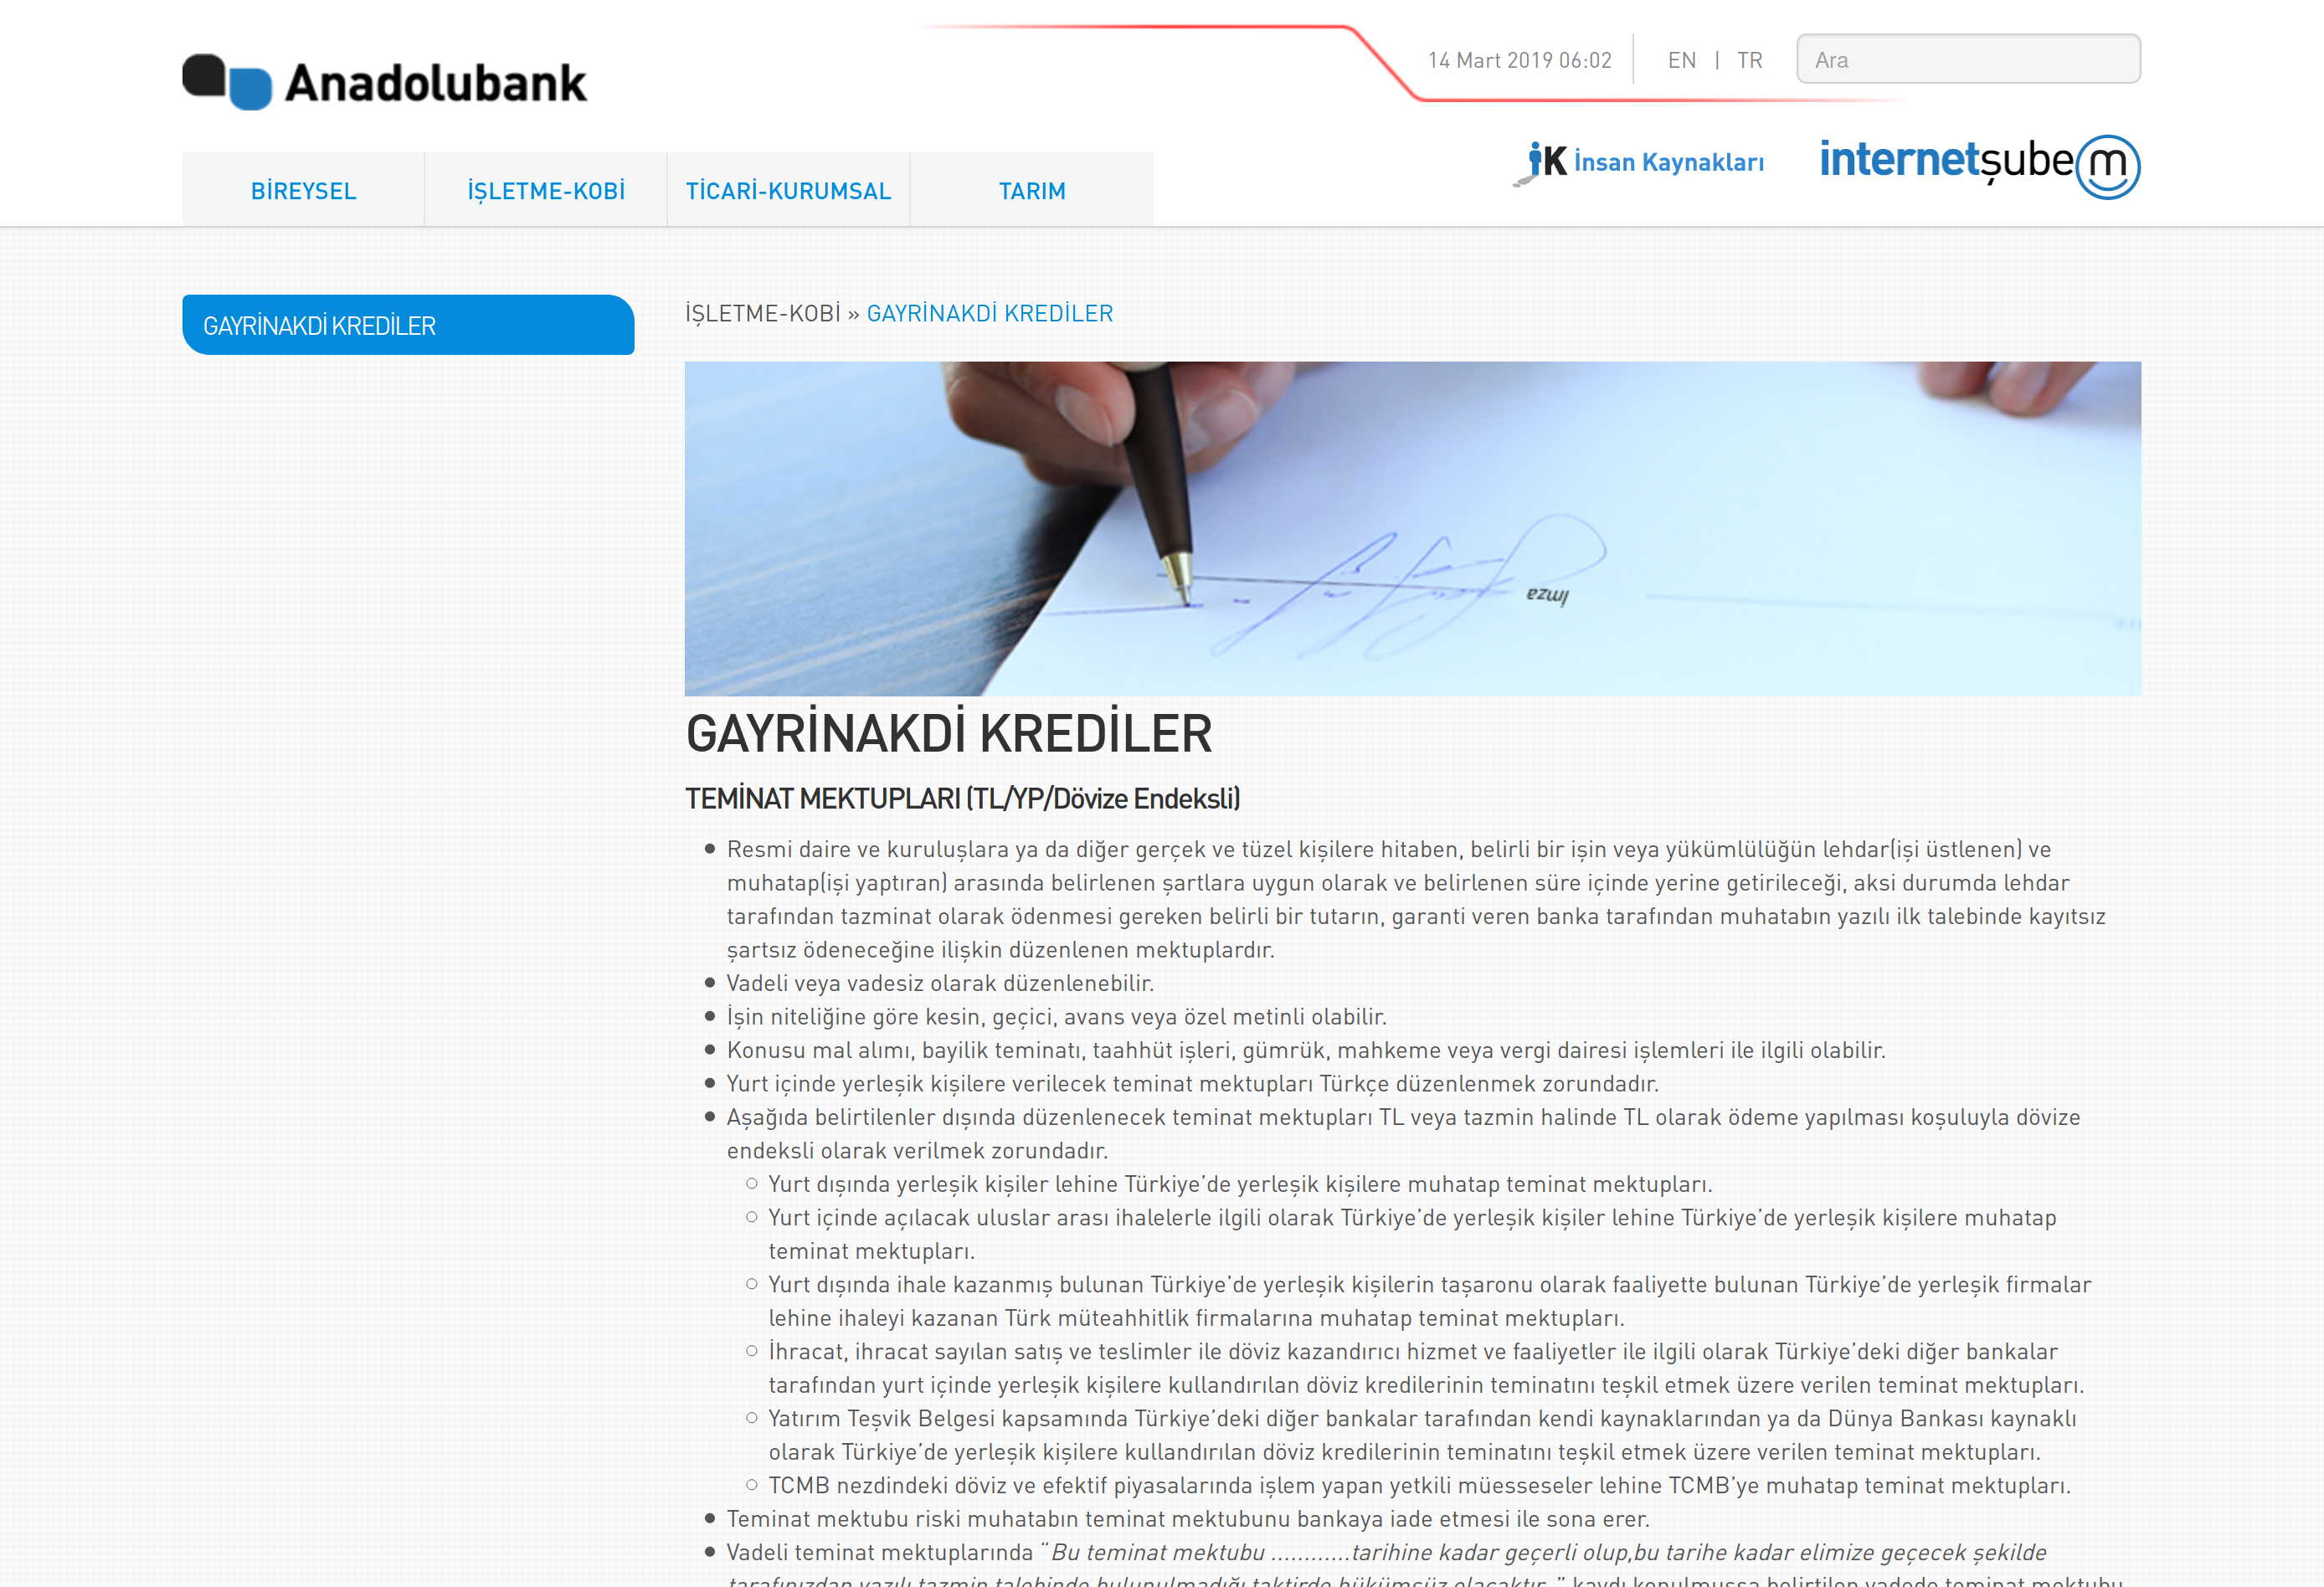 Anadolubank
14 Mart 2019 06:02
EN | TR
Ara
BİREYSEL
İŞLETME-KOBİ
TİCARİ-KURUMSAL
TARIM
iK İnsan Kaynakları
internetşubem
GAYRİNAKDİ KREDİLER
İŞLETME-KOBİ » GAYRİNAKDİ KREDİLER
imza
GAYRİNAKDİ KREDİLER
TEMİNAT MEKTUPLARI (TL/YP/Dövize Endeksli)
Resmi daire ve kuruluşlara ya da diğer gerçek ve tüzel kişilere hitaben, belirli bir işin veya yükümlülüğün lehdar(işi üstlenen) ve
muhatap(işi yaptıran) arasında belirlenen şartlara uygun olarak ve belirlenen süre içinde yerine getirileceği, aksi durumda lehdar
tarafından tazminat olarak ödenmesi gereken belirli bir tutarın, garanti veren banka tarafından muhatabın yazılı ilk talebinde kayıtsız
şartsız ödeneceğine ilişkin düzenlenen mektuplardır.
Vadeli veya vadesiz olarak düzenlenebilir.
İşin niteliğine göre kesin, geçici, avans veya özel metinli olabilir.
Konusu mal alımı, bayilik teminatı, taahhüt işleri, gümrük, mahkeme veya vergi dairesi işlemleri ile ilgili olabilir.
Yurt içinde yerleşik kişilere verilecek teminat mektupları Türkçe düzenlenmek zorundadır.
Aşağıda belirtilenler dışında düzenlenecek teminat mektupları TL veya tazmin halinde TL olarak ödeme yapılması koşuluyla dövize
endeksli olarak verilmek zorundadır.
Yurt dışında yerleşik kişiler lehine Türkiye’de yerleşik kişilere muhatap teminat mektupları.
Yurt içinde açılacak uluslar arası ihalelerle ilgili olarak Türkiye’de yerleşik kişiler lehine Türkiye’de yerleşik kişilere muhatap
teminat mektupları.
Yurt dışında ihale kazanmış bulunan Türkiye’de yerleşik kişilerin taşaronu olarak faaliyette bulunan Türkiye’de yerleşik firmalar
lehine ihaleyi kazanan Türk müteahhitlik firmalarına muhatap teminat mektupları.
İhracat, ihracat sayılan satış ve teslimler ile döviz kazandırıcı hizmet ve faaliyetler ile ilgili olarak Türkiye’deki diğer bankalar
tarafından yurt içinde yerleşik kişilere kullandırılan döviz kredilerinin teminatını teşkil etmek üzere verilen teminat mektupları.
Yatırım Teşvik Belgesi kapsamında Türkiye’deki diğer bankalar tarafından kendi kaynaklarından ya da Dünya Bankası kaynaklı
olarak Türkiye’de yerleşik kişilere kullandırılan döviz kredilerinin teminatını teşkil etmek üzere verilen teminat mektupları.
TCMB nezdindeki döviz ve efektif piyasalarında işlem yapan yetkili müesseseler lehine TCMB’ye muhatap teminat mektupları.
Teminat mektubu riski muhatabın teminat mektubunu bankaya iade etmesi ile sona erer.
Vadeli teminat mektuplarında “Bu teminat mektubu ............tarihine kadar geçerli olup,bu tarihe kadar elimize geçecek şekilde
tarafınızdan yazılı tazmin talebinde bulunulmadığı taktirde hükümsüz olacaktır. ” kaydı konulmuşsa belirtilen vadede teminat mektubu